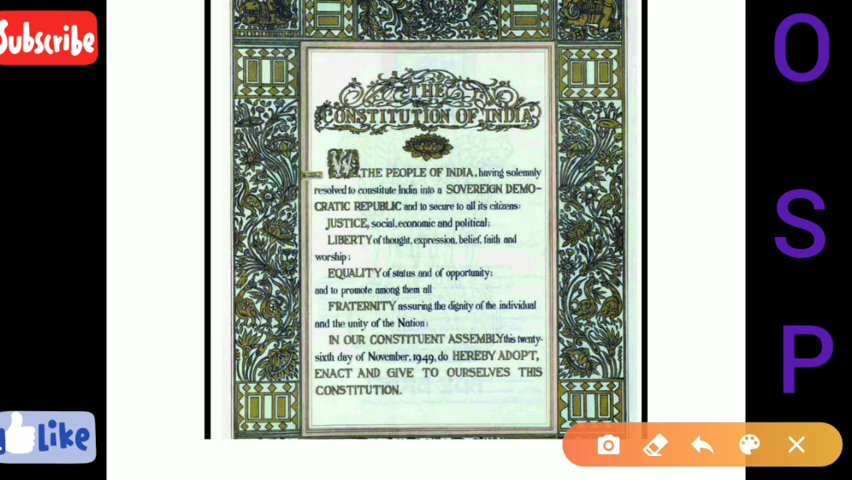 Subscribe
THE
CONSTITUTION OF INDIA
WE, THE PEOPLE OF INDIA, having solemnly
resolved to constitute India into a SOVEREIGN DEMO-
CRATIC REPUBLIC and to secure to all its citizens:
JUSTICE, social, economic and political;
LIBERTY of thought, expression, belief, faith and
worship;
EQUALITY of status and of opportunity;
and to promote among them all
FRATERNITY assuring the dignity of the individual
and the unity of the Nation;
IN OUR CONSTITUENT ASSEMBLY this twenty-
sixth day of November, 1949, do HEREBY ADOPT,
ENACT AND GIVE TO OURSELVES THIS
CONSTITUTION.
Like
O
S
P